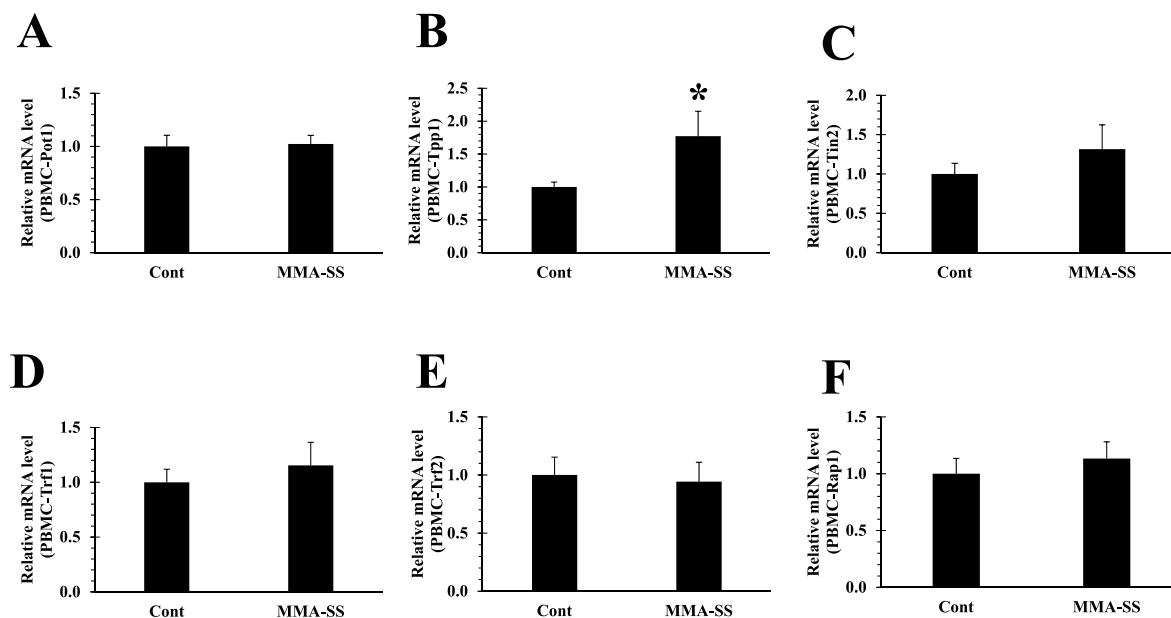 A
Relative mRNA level
(PBMC-Pot1)
1.5
1.0
0.5
0.0
Cont
MMA-SS
B
Relative mRNA level
(PBMC-Tpp1)
2.5
2.0
1.5
1.0
0.5
0.0
*
Cont
MMA-SS
C
Relative mRNA level
(PBMC-Tin2)
2.0
1.5
1.0
0.5
0.0
Cont
MMA-SS
D
Relative mRNA level
(PBMC-Trf1)
1.5
1.0
0.5
0.0
Cont
MMA-SS
E
Relative mRNA level
(PBMC-Trf2)
1.5
1.0
0.5
0.0
Cont
MMA-SS
F
Relative mRNA level
(PBMC-Rap1)
1.5
1.0
0.5
0.0
Cont
MMA-SS